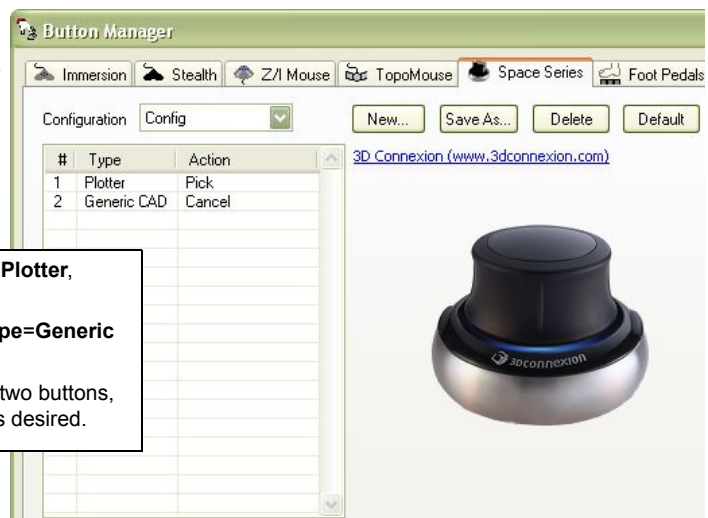 Button Manager
Immersion Stealth Z/I Mouse TopoMouse Space Series Foot Pedals
Configuration Config New... Save As... Delete Default
# Type Action
3D Connexion (www.3dconnexion.com)
1 Plotter Pick
2 Generic CAD Cancel
Plotter,
pe=Generic
two buttons,
s desired.
3Dconnexion